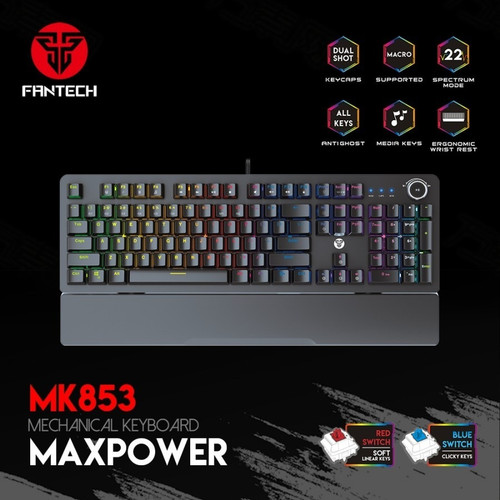 FANTECH
DUAL
SHOT
KEYCAPS
MACRO
SUPPORTED
22
SPECTRUM
MODE
ALL
KEYS
ANTIGHOST
MEDIA KEYS
ERGONOMIC
WRIST REST
MK853
MECHANICAL KEYBOARD
MAXPOWER
RED
SWITCH
SOFT
LINEAR KEYS
BLUE
SWITCH
CLICKY KEYS